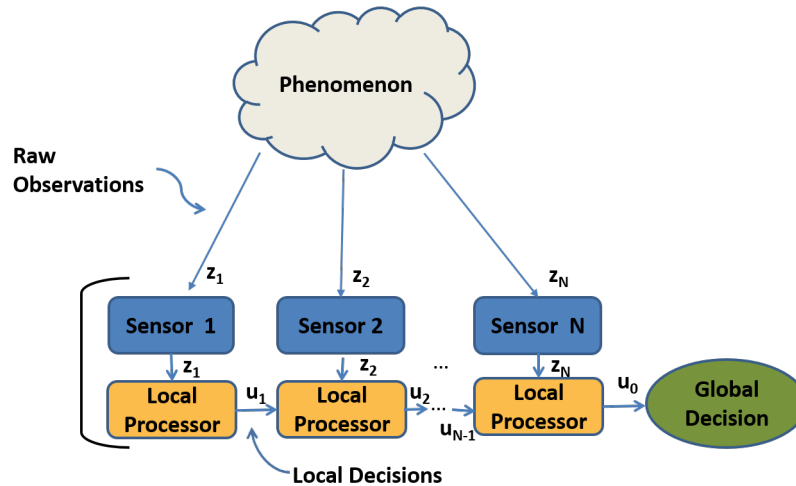 Phenomenon
Raw
Observations
z1 z2 zN
Sensor 1 Sensor 2 Sensor N
z1 z2 ... zN
Local
Processor
u1
Local
Processor
u2
...
uN-1
Local
Processor
u0
Global
Decision
Local Decisions